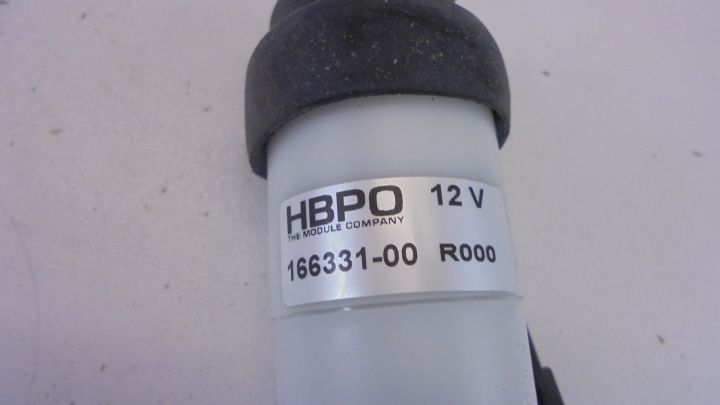 HBPO 12 V
THE MODULE COMPANY
166331-00 R000